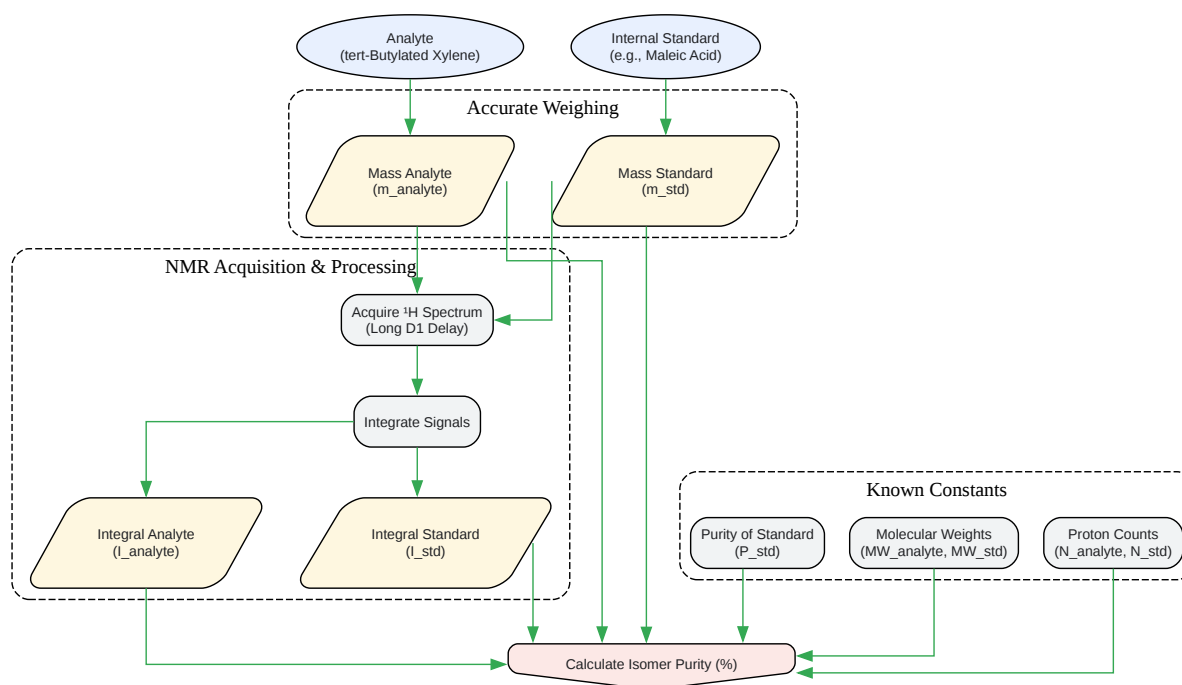 Analyte
(tert-Butylated Xylene)
Internal Standard
(e.g., Maleic Acid)
Accurate Weighing
Mass Analyte
(m_analyte)
Mass Standard
(m_std)
NMR Acquisition & Processing
Acquire ¹H Spectrum
(Long D1 Delay)
Integrate Signals
Integral Analyte
(I_analyte)
Integral Standard
(I_std)
Known Constants
Purity of Standard
(P_std)
Molecular Weights
(MW_analyte, MW_std)
Proton Counts
(N_analyte, N_std)
Calculate Isomer Purity (%)